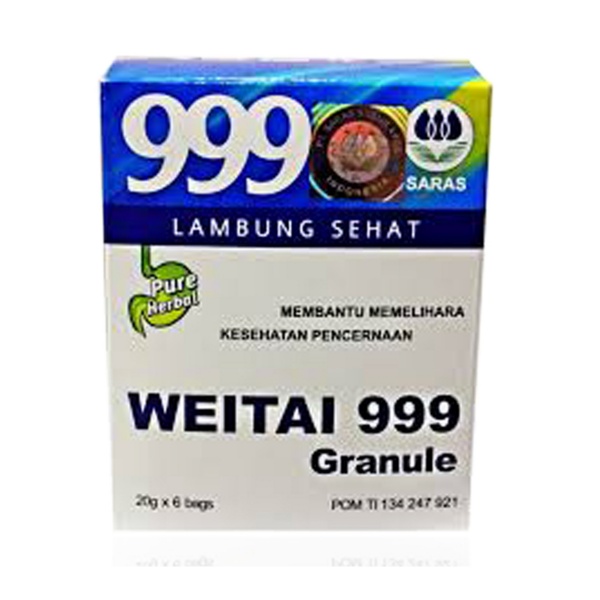 999
INDONESIA
SARAS
LAMBUNG SEHAT
Pure
Herbal
MEMBANTU MEMELIHARA
KESEHATAN PENCERNAAN
WEITAI 999
Granule
20g x 6 bags
POM TI 134 247 921